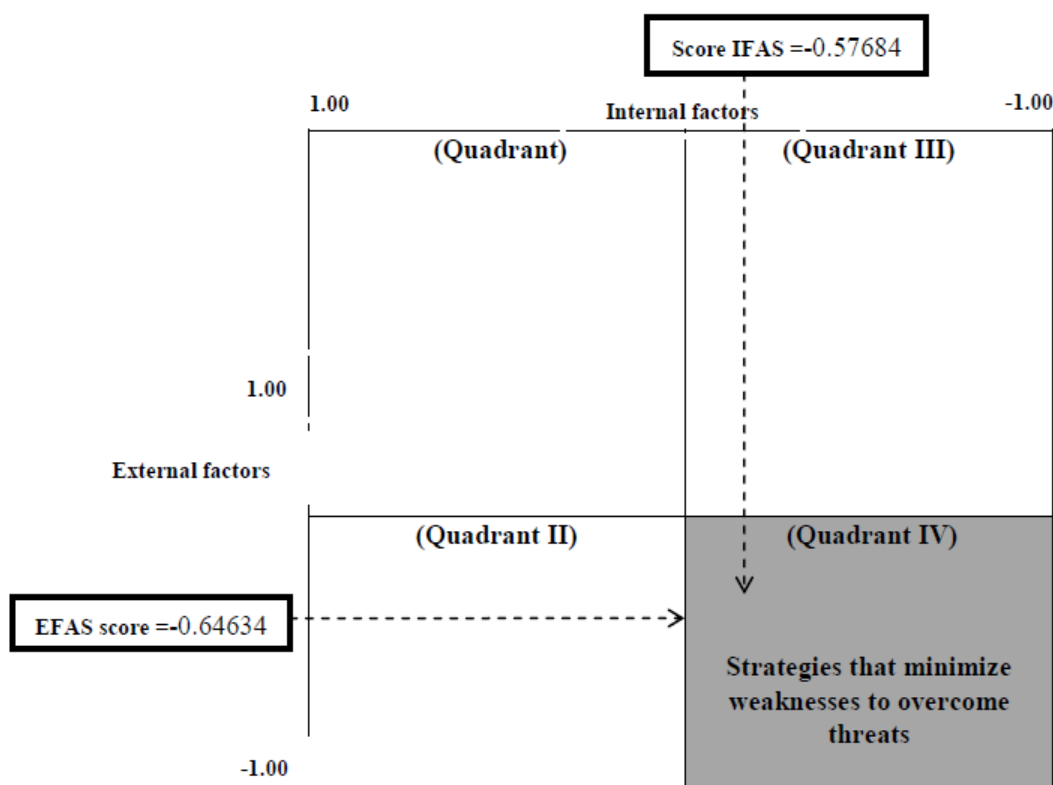 Score IFAS =-0.57684
1.00
Internal factors
-1.00
(Quadrant)
(Quadrant III)
1.00
External factors
(Quadrant II)
(Quadrant IV)
EFAS score =-0.64634
Strategies that minimize
weaknesses to overcome
threats
-1.00